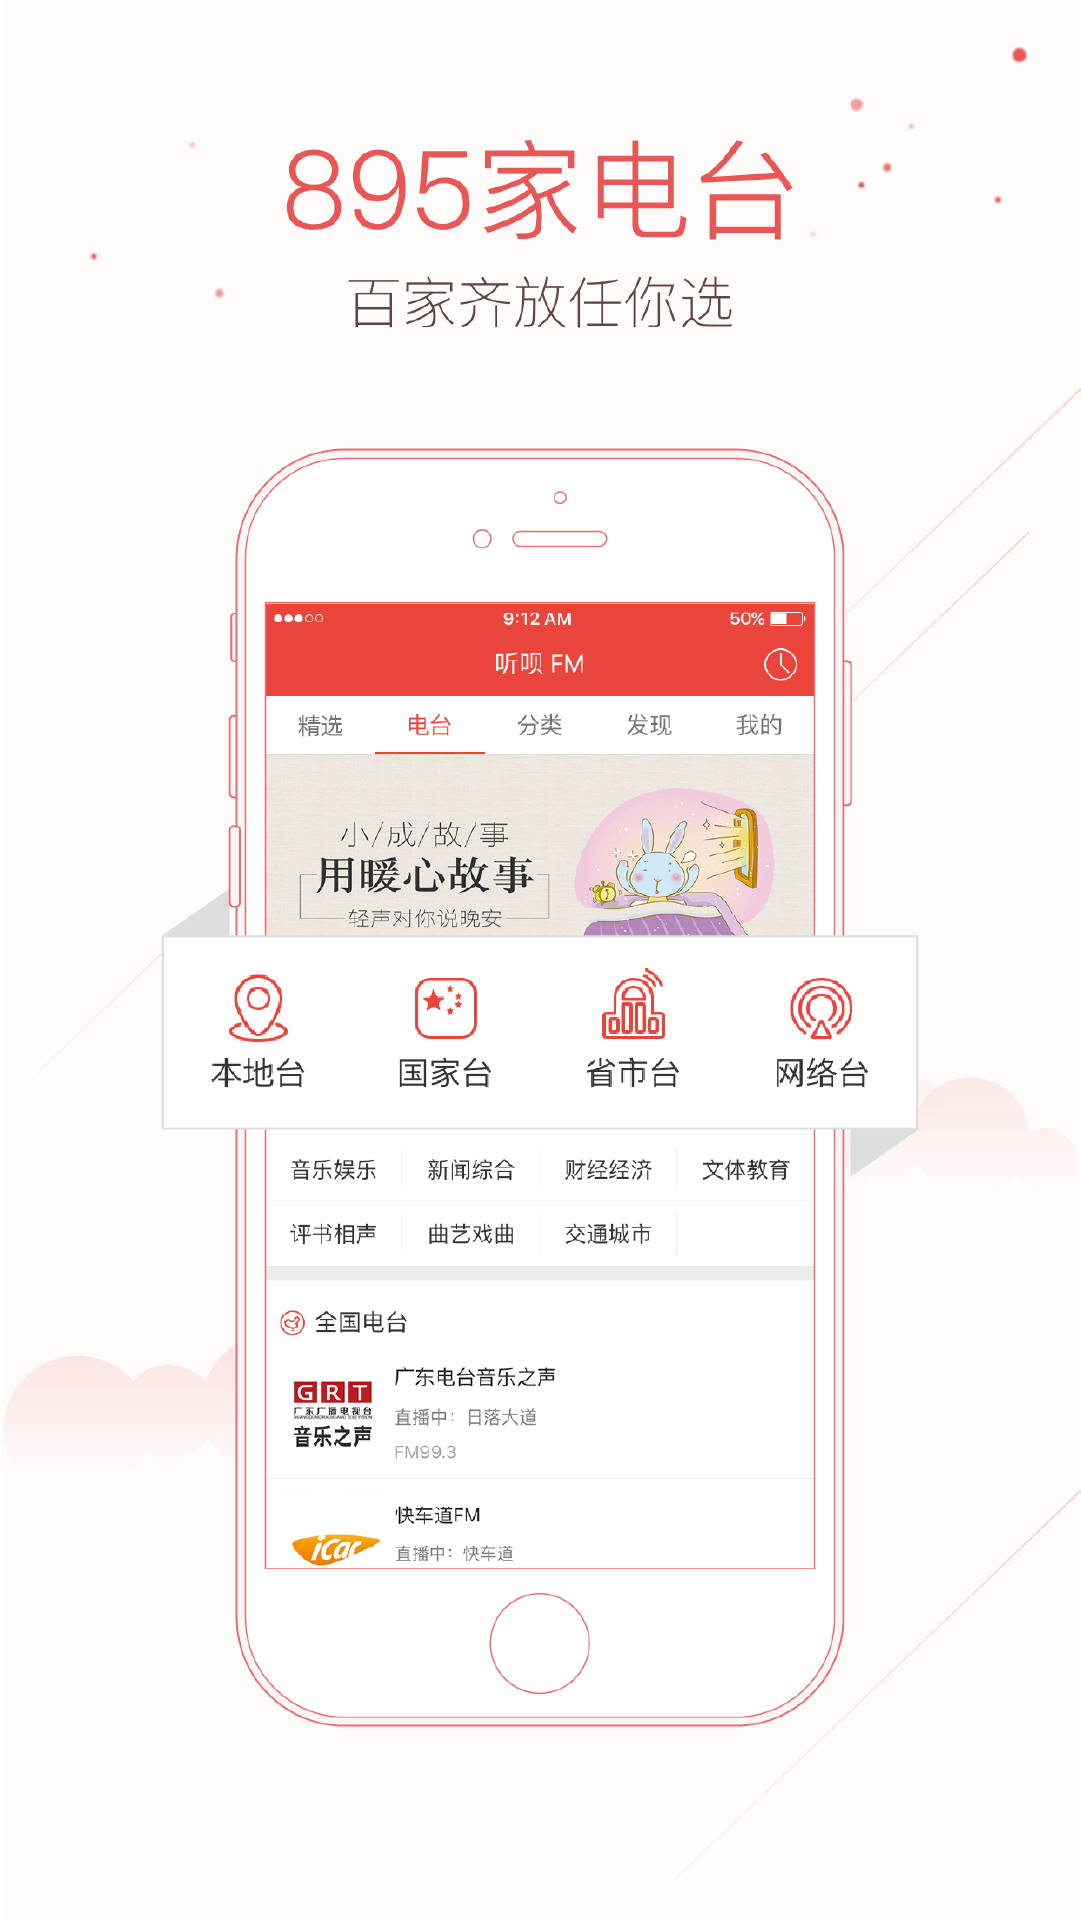 895家电台
百家齐放任你选
9:12 AM
50%
听呗 FM
精选 电台 分类 发现 我的
小/成/故/事
用暖心故事
轻声对你说晚安
本地台 国家台 省市台 网络台
音乐娱乐 新闻综合 财经经济 文体教育
评书相声 曲艺戏曲 交通城市
全国电台
广东电台音乐之声
GRT
广东广播电视台
音乐之声
直播中：日落大道
FM99.3
快车道FM
icar
直播中：快车道